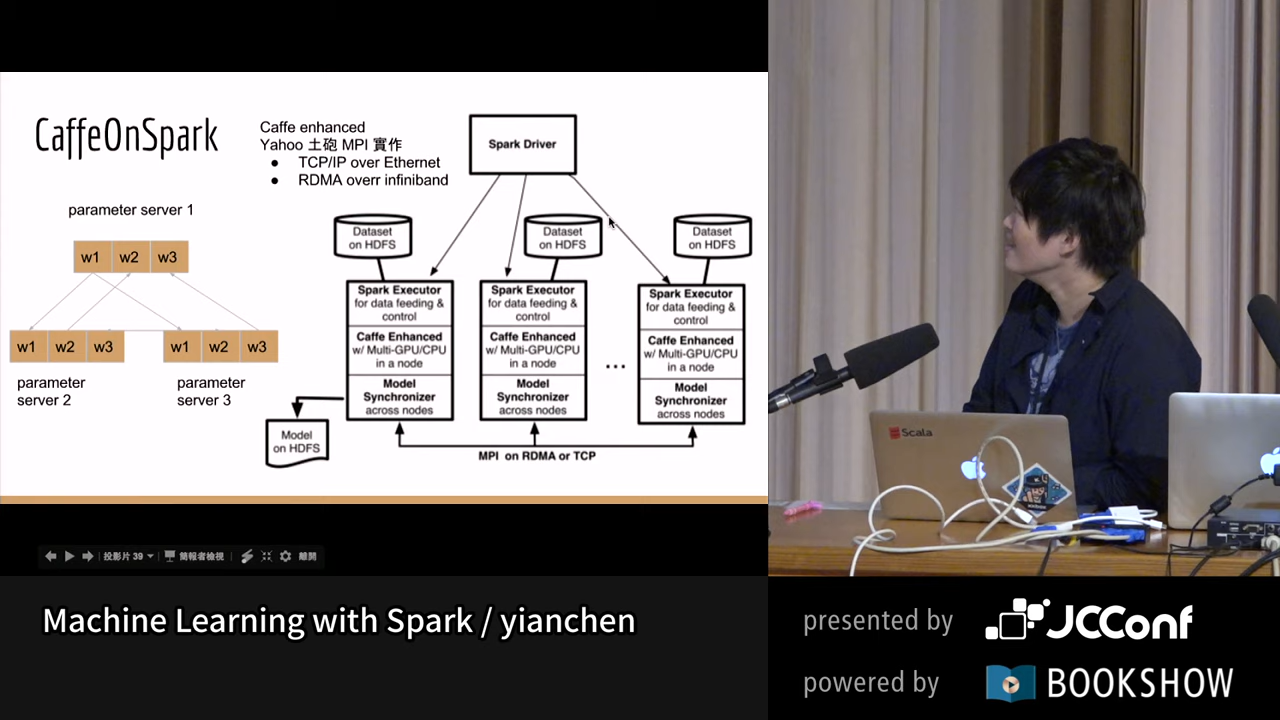 CaffeOnSpark
Caffe enhanced
Yahoo 土砲 MPI 實作
● TCP/IP over Ethernet
● RDMA overr infiniband
parameter server 1
w1 w2 w3
w1 w2 w3
w1 w2 w3
parameter
server 2
parameter
server 3
Spark Driver
Dataset
on HDFS
Dataset
on HDFS
Dataset
on HDFS
Spark Executor
for data feeding &
control
Caffe Enhanced
w/ Multi-GPU/CPU
in a node
Model
Synchronizer
across nodes
Spark Executor
for data feeding &
control
Caffe Enhanced
w/ Multi-GPU/CPU
in a node
Model
Synchronizer
across nodes
...
Spark Executor
for data feeding &
control
Caffe Enhanced
w/ Multi-GPU/CPU
in a node
Model
Synchronizer
across nodes
Model
on HDFS
MPI on RDMA or TCP
投影片 39
簡報者檢視
離開
Scala
Machine Learning with Spark / yianchen
presented by JCConf
powered by BOOKSHOW